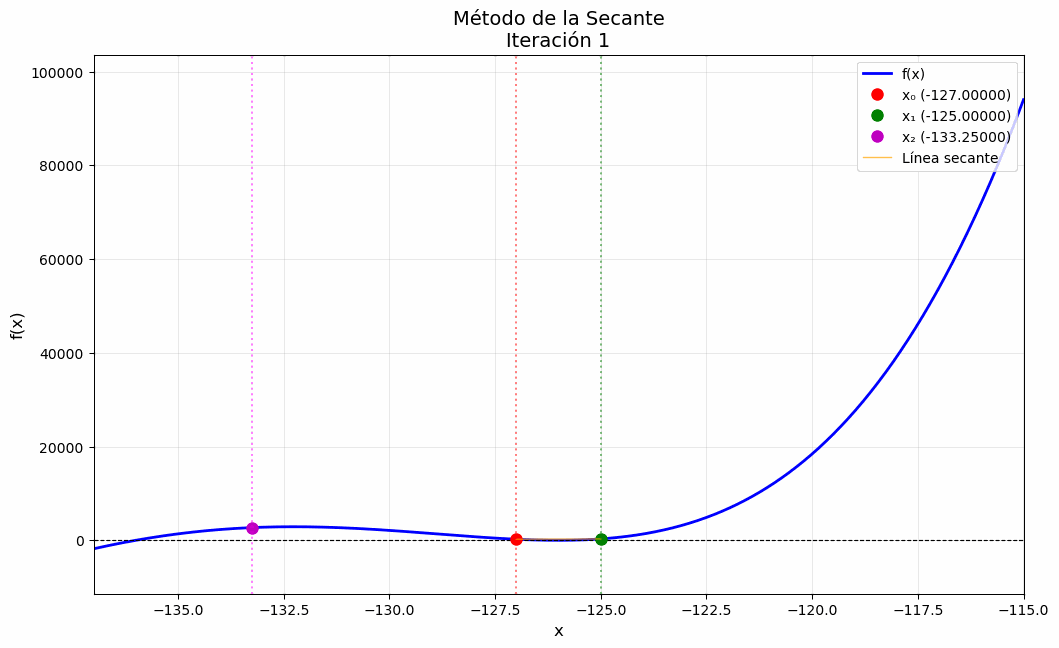 Método de la Secante
Iteración 1
f(x)
x₀ (-127.00000)
x₁ (-125.00000)
x₂ (-133.25000)
Línea secante
100000
80000
60000
40000
20000
0
f(x)
−135.0 −132.5 −130.0 −127.5 −125.0 −122.5 −120.0 −117.5 −115.0
x